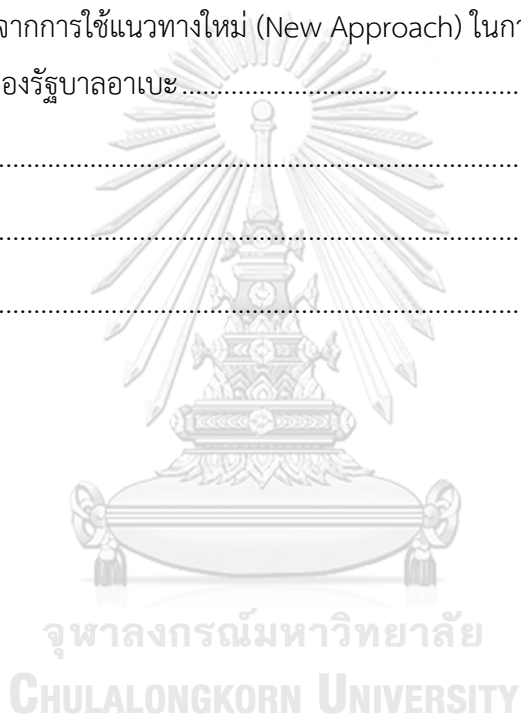 จากการใช้แนวทางใหม่ (New Approach) ในกา
องรัฐบาลอาเบะ..................................................
..................................................................................
..................................................................................
..................................................................................
จุฬาลงกรณ์มหาวิทยาลัย
CHULALONGKORN UNIVERSITY